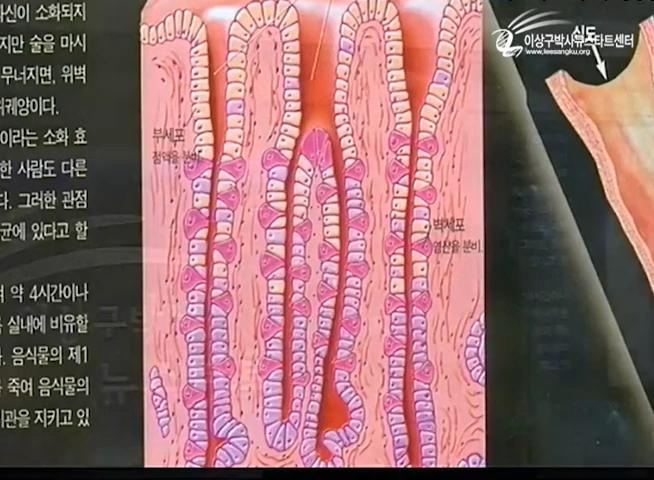 자신이 소화되지
지만 술을 마시
무너지면, 위벽
위궤양이다.
이라는 소화 효
한 사람도 다른
다. 그러한 관점
균에 있다고 할
약 4시간이나
실내에 비유할
음식물의 제1
죽여 음식물의
기관을 지키고 있
부세포
점액을 분비.
벽세포
염산을 분비.
식도
이상구박사뉴스타트센터
www.leesangku.org